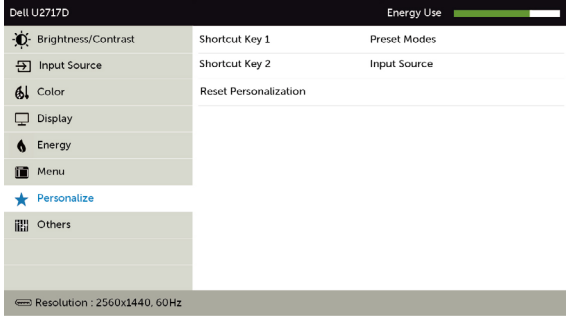 Dell U2717D Energy Use
Brightness/Contrast Shortcut Key 1 Preset Modes
Input Source Shortcut Key 2 Input Source
Color Reset Personalization
Display
Energy
Menu
Personalize
Others
Resolution : 2560x1440, 60Hz